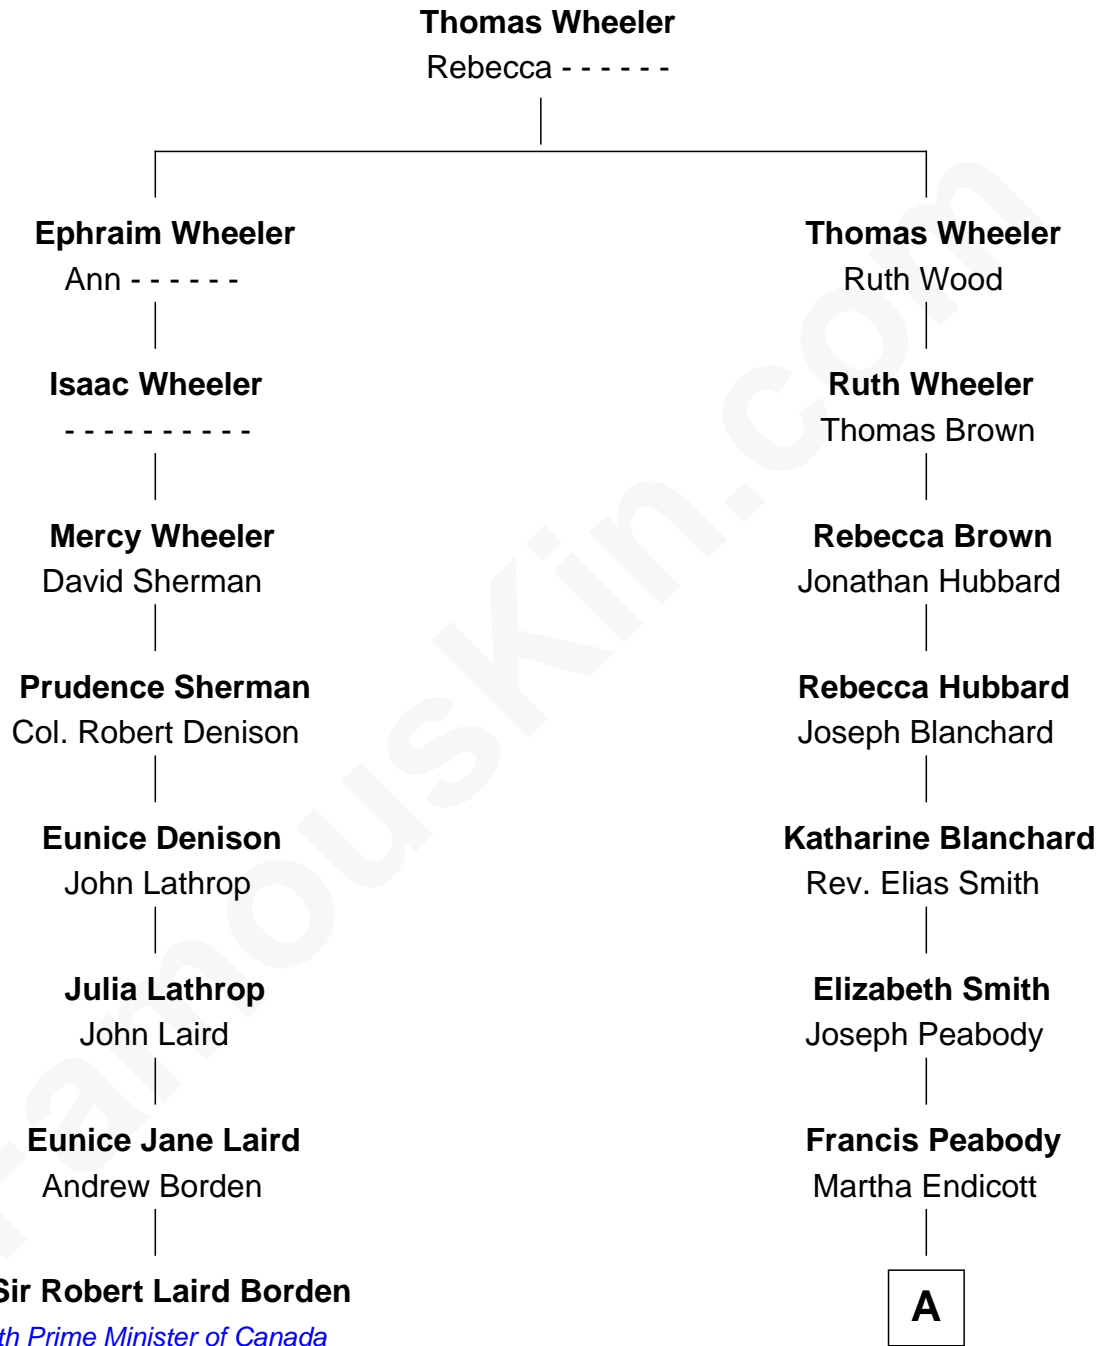 Thomas Wheeler
Rebecca - - - - - -
Ephraim Wheeler
Ann - - - - - -
Isaac Wheeler
- - - - - - - - - -
Mercy Wheeler
David Sherman
Prudence Sherman
Col. Robert Denison
Eunice Denison
John Lathrop
Julia Lathrop
John Laird
Eunice Jane Laird
Andrew Borden
Sir Robert Laird Borden
th Prime Minister of Canada
Thomas Wheeler
Ruth Wood
Ruth Wheeler
Thomas Brown
Rebecca Brown
Jonathan Hubbard
Rebecca Hubbard
Joseph Blanchard
Katharine Blanchard
Rev. Elias Smith
Elizabeth Smith
Joseph Peabody
Francis Peabody
Martha Endicott
A
FamousKin.com